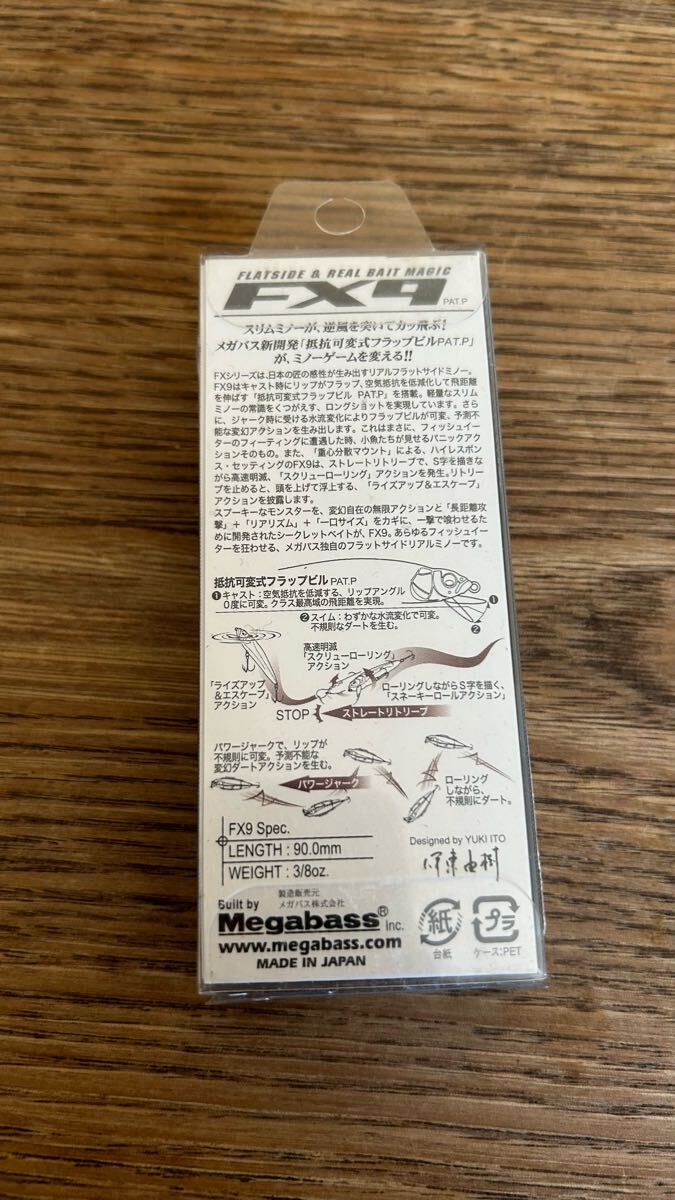 FLATSIDE & REAL BAIT MAGIC
FX9 PAT.P
スリムミノーが、逆風を突いてカッ飛ぶ!
メガバス新開発「抵抗可変式フラップビルPAT.P」
が、ミノーゲームを変える!!
FXシリーズは、日本の匠の感性が生み出すリアルフラットサイドミノー。
FX9はキャスト時にリップがフラップ、空気抵抗を低減化して飛距離
を伸ばす「抵抗可変式フラップビル PAT.P」を搭載。軽量なスリム
ミノーの常識をくつがえす、ロングショットを実現しています。さら
に、ジャーク時に受ける水流変化によりフラップビルが可変、予測不
能な変幻アクションを生み出します。これはまさに、フィッシュイー
ターのフィーディングに遭遇した時、小魚たちが見せるパニックアク
ションそのもの。また、「重心分散マウント」による、ハイレスポン
ス・セッティングのFX9は、ストレートリトリーブで、S字を描きな
がら高速明滅、「スクリューローリング」アクションを発生。リトリー
ブを止めると、頭を上げて浮上する、「ライズアップ&エスケープ」
アクションを披露します。
スプーキーなモンスターを、変幻自在の無限アクションと「長距離攻
撃」+「リアリズム」+「一口サイズ」をカギに、一撃で喰わせるた
めに開発されたシークレットベイトが、FX9。あらゆるフィッシュイー
ターを狂わせる、メガバス独自のフラットサイドリアルミノーです。
抵抗可変式フラップビル PAT.P
❶キャスト:空気抵抗を低減する、リップアングル
0度に可変。クラス最高域の飛距離を実現。
❶
❷スイム:わずかな水流変化で可変。
不規則なダートを生む。
❷
高速明滅
「スクリューローリング」
アクション
「ライズアップ
&エスケープ」
アクション
ローリングしながらS字を描く、
「スネーキーロールアクション」
STOP ストレートリトリーブ
パワージャークで、リップが
不規則に可変。予測不能な
変幻ダートアクションを生む。
パワージャーク
ローリング
しながら、
不規則にダート。
FX9 Spec.
LENGTH : 90.0mm
WEIGHT : 3/8oz.
Designed by YUKI ITO
伊東由樹
Built by
製造販売元
メガバス株式会社
Megabass® Inc.
www.megabass.com
MADE IN JAPAN
紙
台紙
プラ
ケース:PET